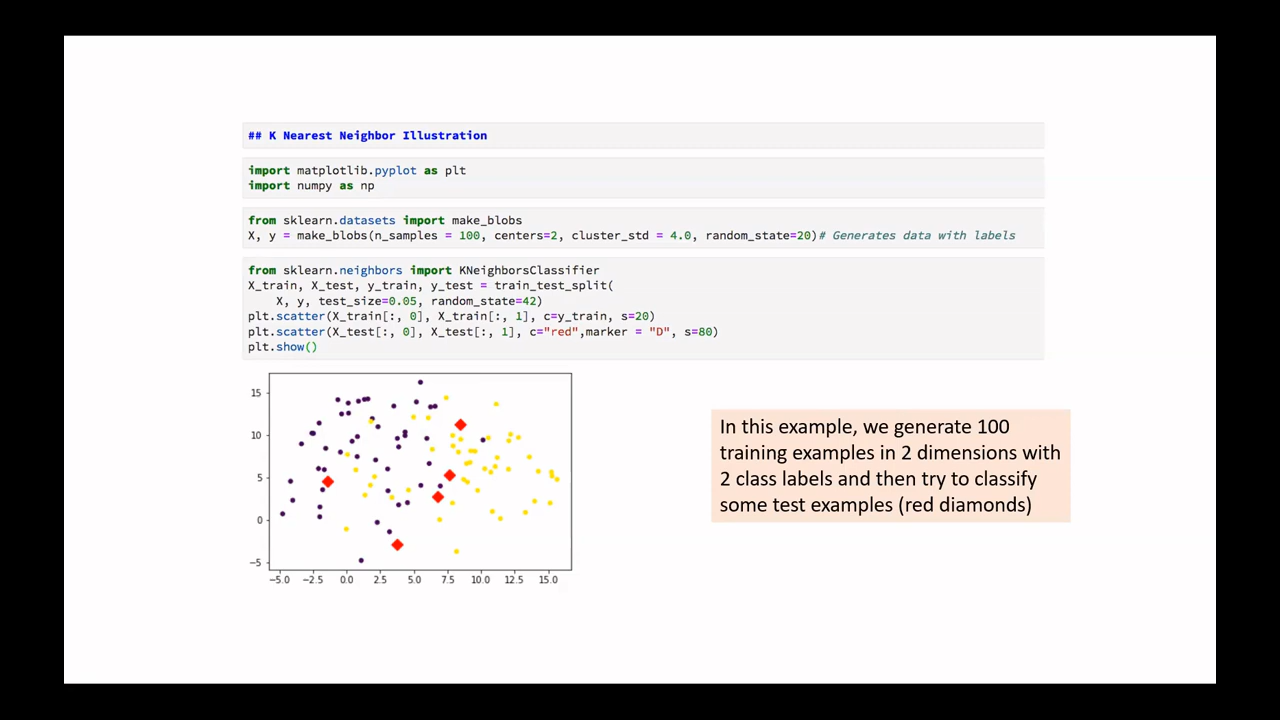 ## K Nearest Neighbor Illustration
import matplotlib.pyplot as plt
import numpy as np
from sklearn.datasets import make_blobs
X, y = make_blobs(n_samples = 100, centers=2, cluster_std = 4.0, random_state=20)# Generates data with labels
from sklearn.neighbors import KNeighborsClassifier
X_train, X_test, y_train, y_test = train_test_split(
X, y, test_size=0.05, random_state=42)
plt.scatter(X_train[:, 0], X_train[:, 1], c=y_train, s=20)
plt.scatter(X_test[:, 0], X_test[:, 1], c="red",marker = "D", s=80)
plt.show()
15
10
5
0
−5
−5.0 −2.5 0.0 2.5 5.0 7.5 10.0 12.5 15.0
In this example, we generate 100
training examples in 2 dimensions with
2 class labels and then try to classify
some test examples (red diamonds)